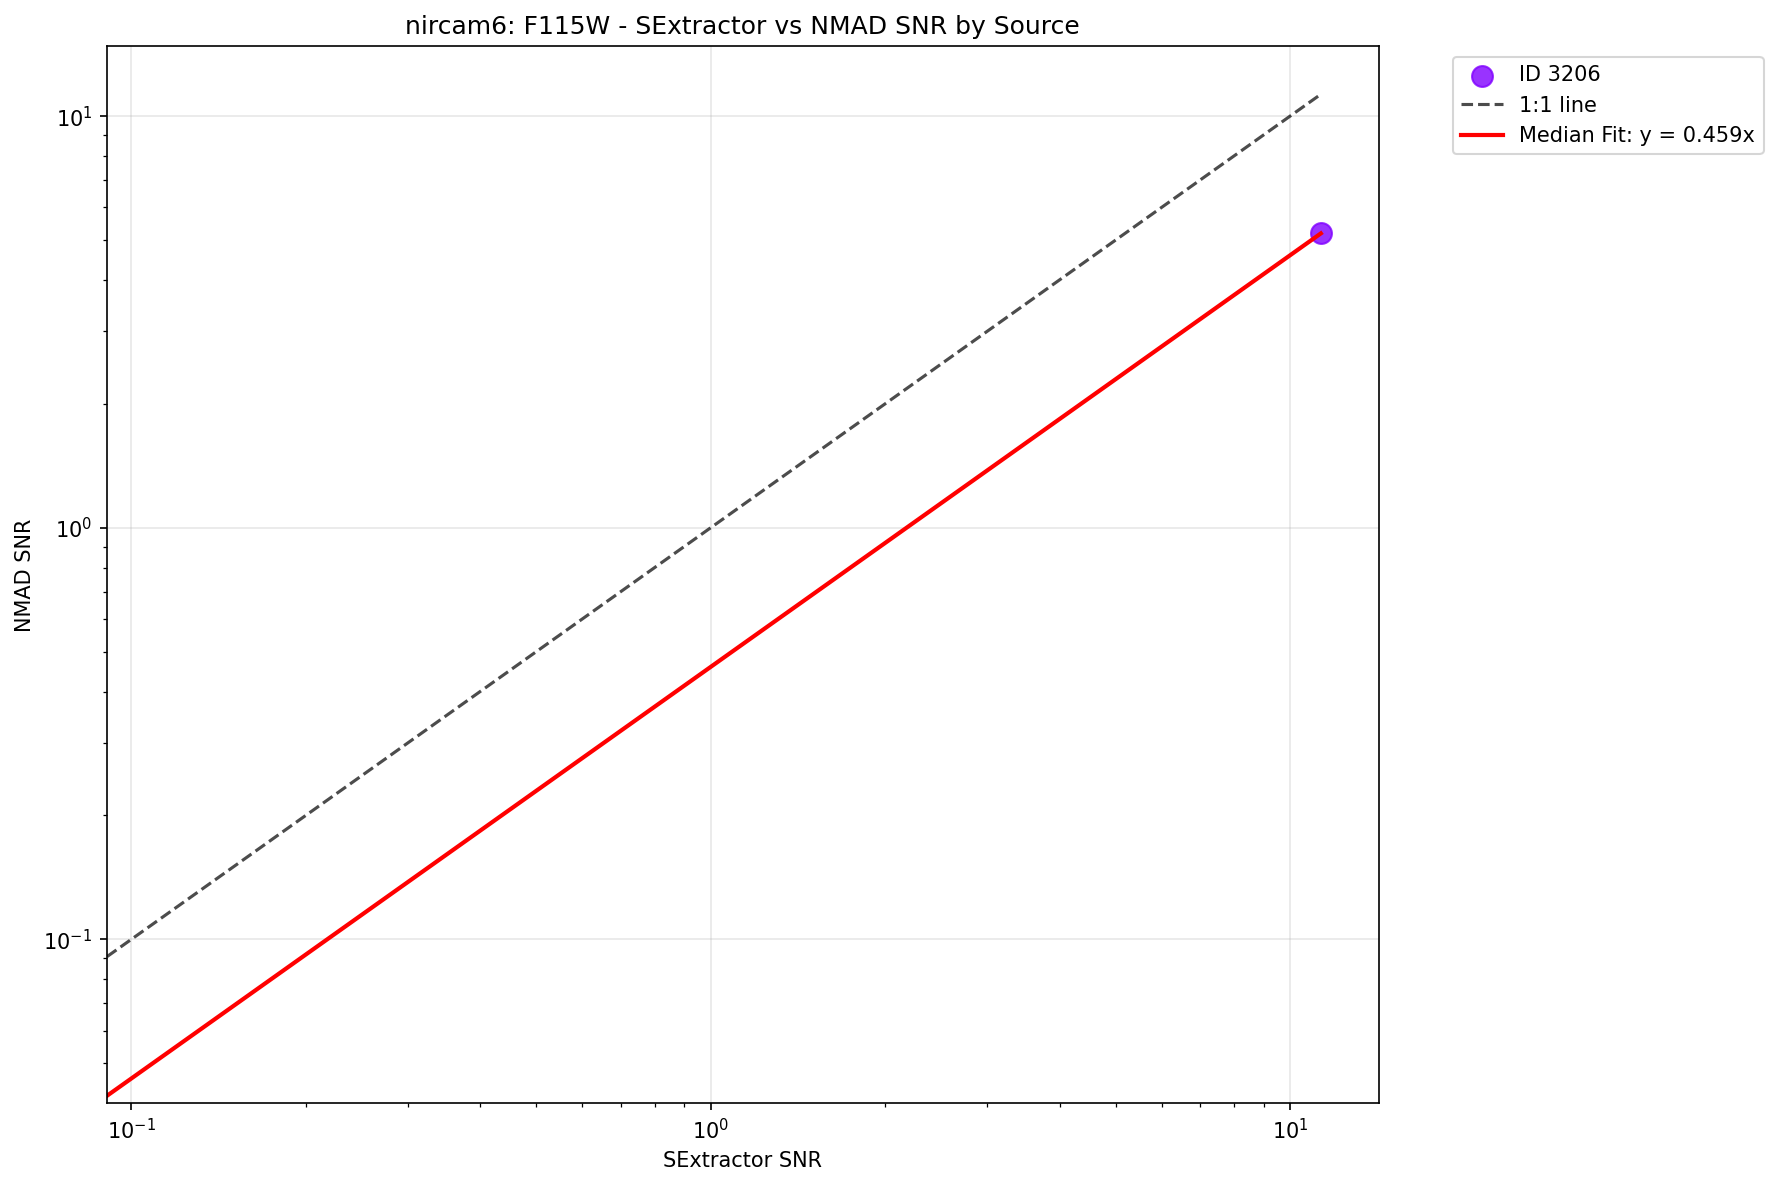 nircam6: F115W - SExtractor vs NMAD SNR by Source
ID 3206
1:1 line
Median Fit: y = 0.459x
NMAD SNR
10¹
10⁰
10⁻¹
10⁻¹ 10⁰ 10¹
SExtractor SNR